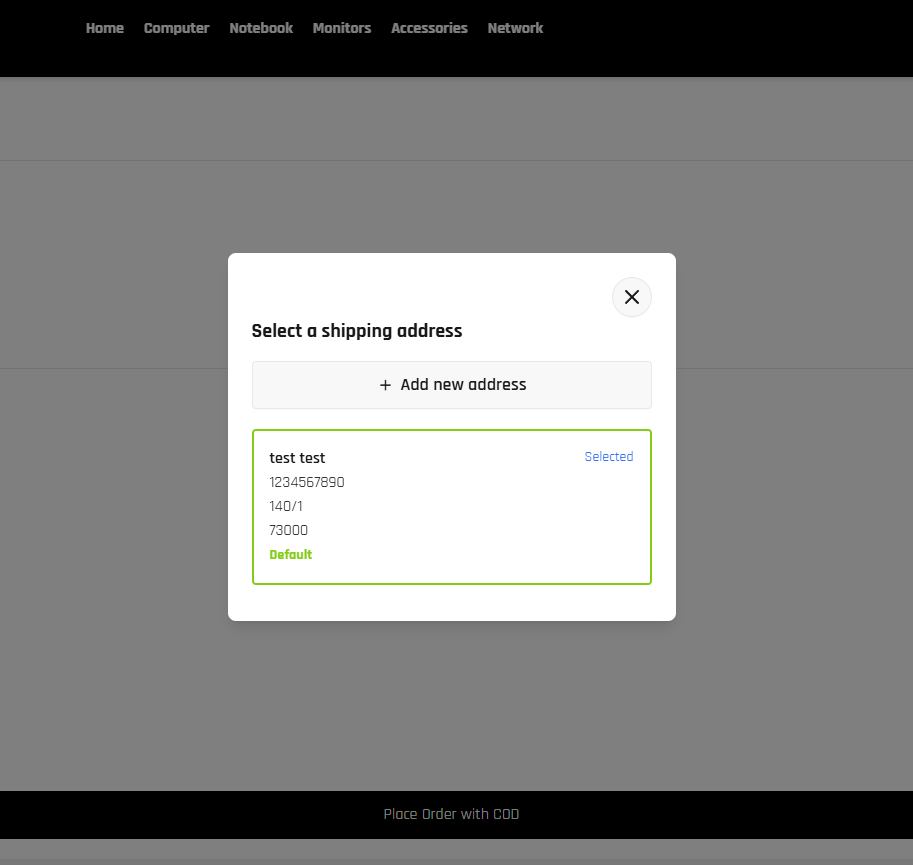 Home Computer Notebook Monitors Accessories Network
Select a shipping address
+ Add new address
test test Selected
1234567890
140/1
73000
Default
Place Order with COD